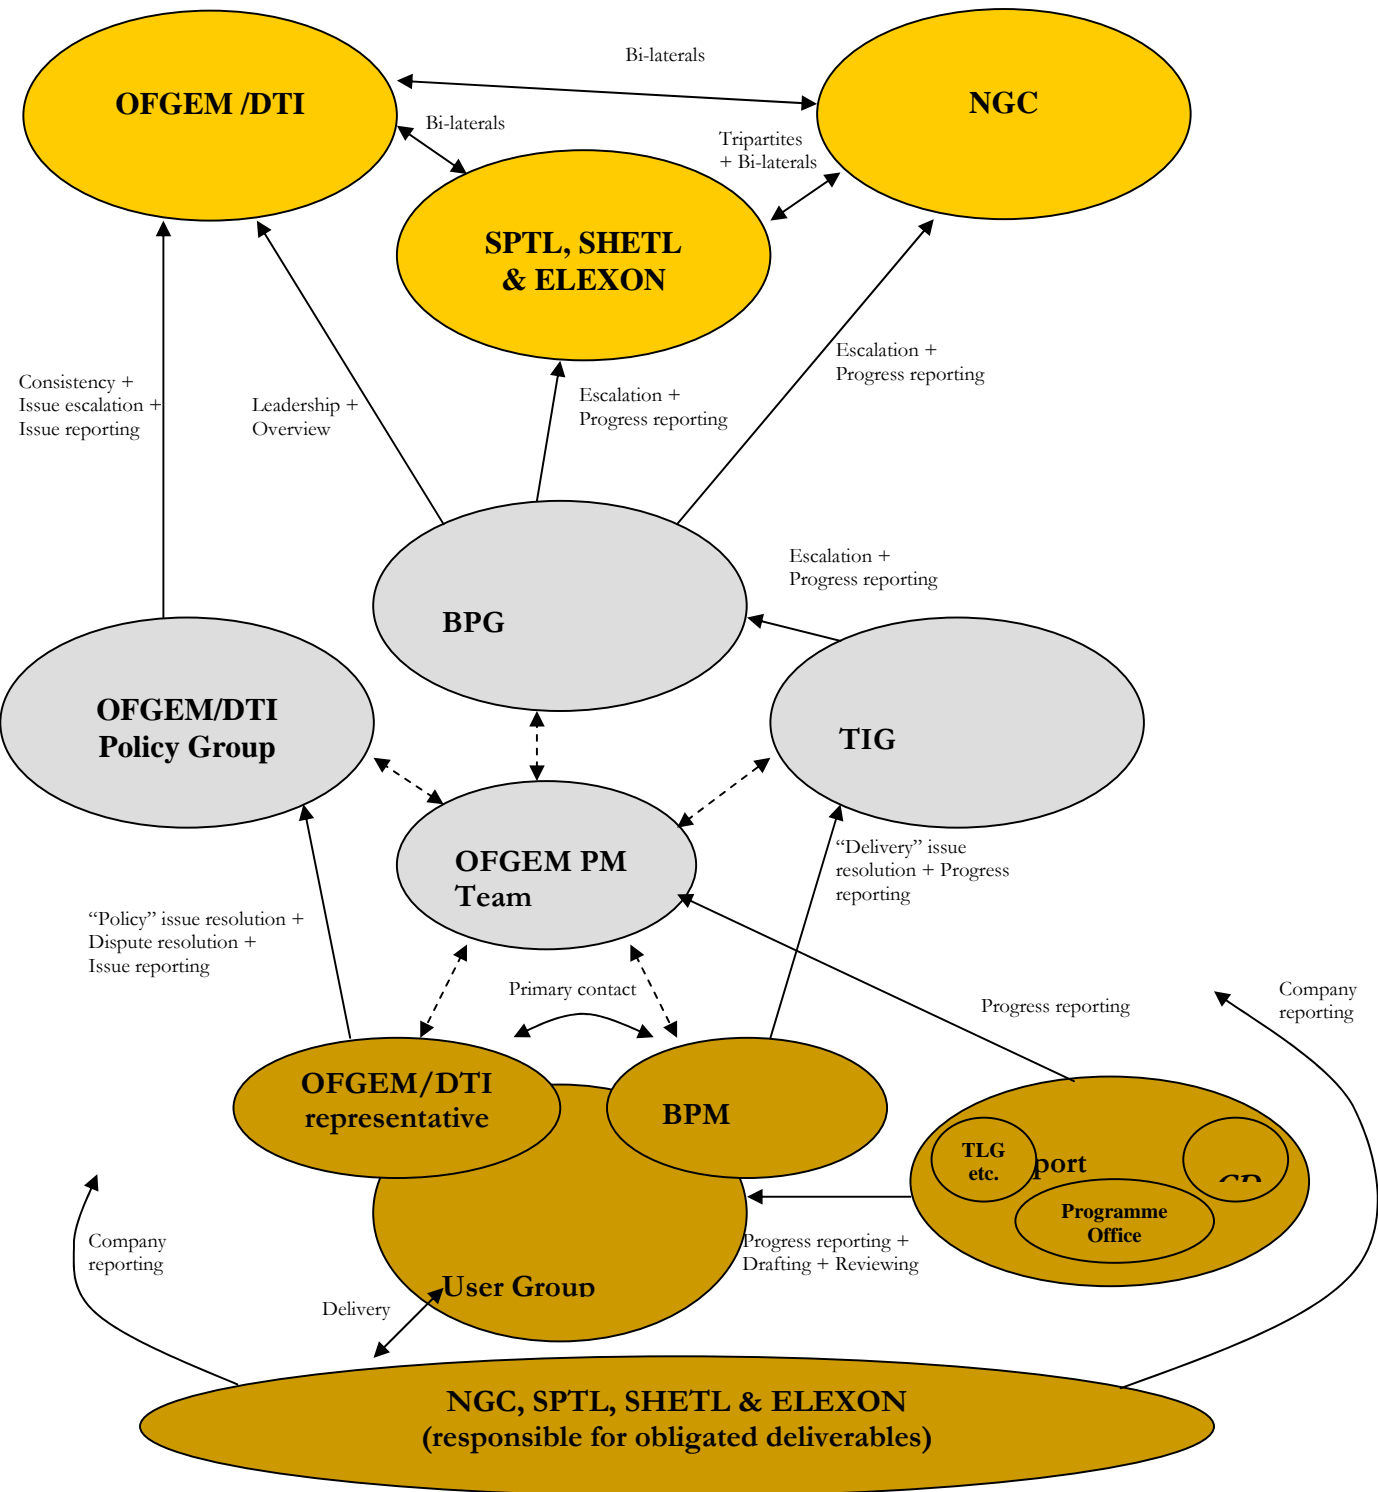 Bi-laterals
OFGEM /DTI
NGC
Bi-laterals
Tripartites
+ Bi-laterals
SPTL, SHETL
& ELEXON
Escalation +
Progress reporting
Consistency +
Issue escalation +
Issue reporting
Leadership +
Overview
Escalation +
Progress reporting
Escalation +
Progress reporting
BPG
OFGEM/DTI
Policy Group
TIG
OFGEM PM
Team
“Delivery” issue
resolution + Progress
reporting
“Policy” issue resolution +
Dispute resolution +
Issue reporting
Primary contact
Progress reporting
Company
reporting
OFGEM/DTI
representative
BPM
TLG
etc.
port
Programme
Office
Company
reporting
Progress reporting +
Drafting + Reviewing
User Group
Delivery
NGC, SPTL, SHETL & ELEXON
(responsible for obligated deliverables)